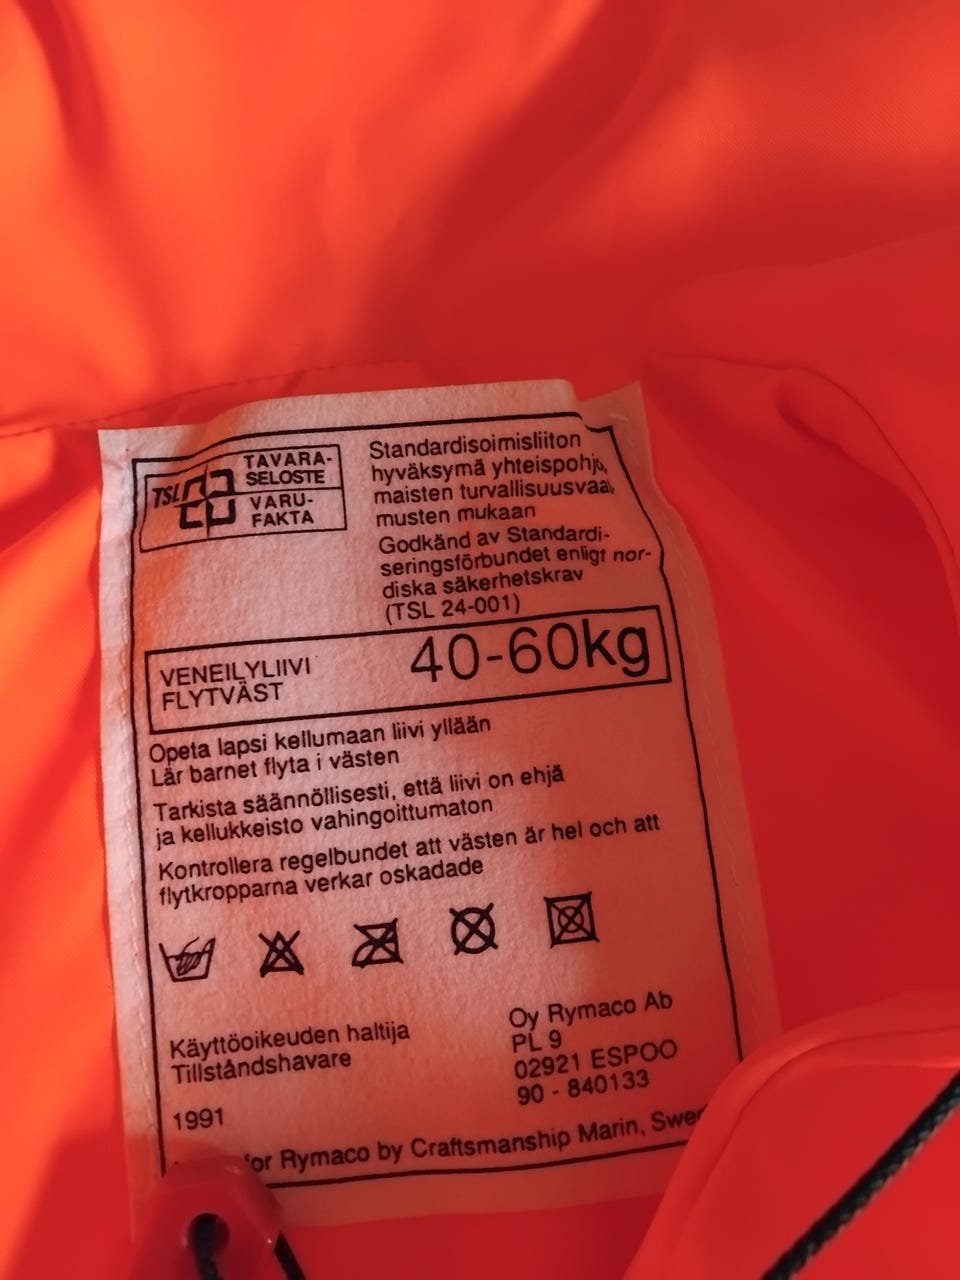 TSL
TAVARA-
SELOSTE
VARU-
FAKTA
Standardisoimisliiton
hyväksymä yhteispohjo,
maisten turvallisuusvaa
musten mukaan
Godkänd av Standardi-
seringsförbundet enligt nor-
diska säkerhetskrav
(TSL 24-001)
VENEILYLIIVI
FLYTVÄST
40-60kg
Opeta lapsi kellumaan liivi yllään
Lär barnet flyta i västen
Tarkista säännöllisesti, että liivi on ehjä
ja kellukkeisto vahingoittumaton
Kontrollera regelbundet att västen är hel och att
flytkropparna verkar oskadade
Käyttöoikeuden haltija
Tillståndshavare
Oy Rymaco Ab
PL 9
02921 ESPOO
90 - 840133
1991
for Rymaco by Craftsmanship Marin, Swe